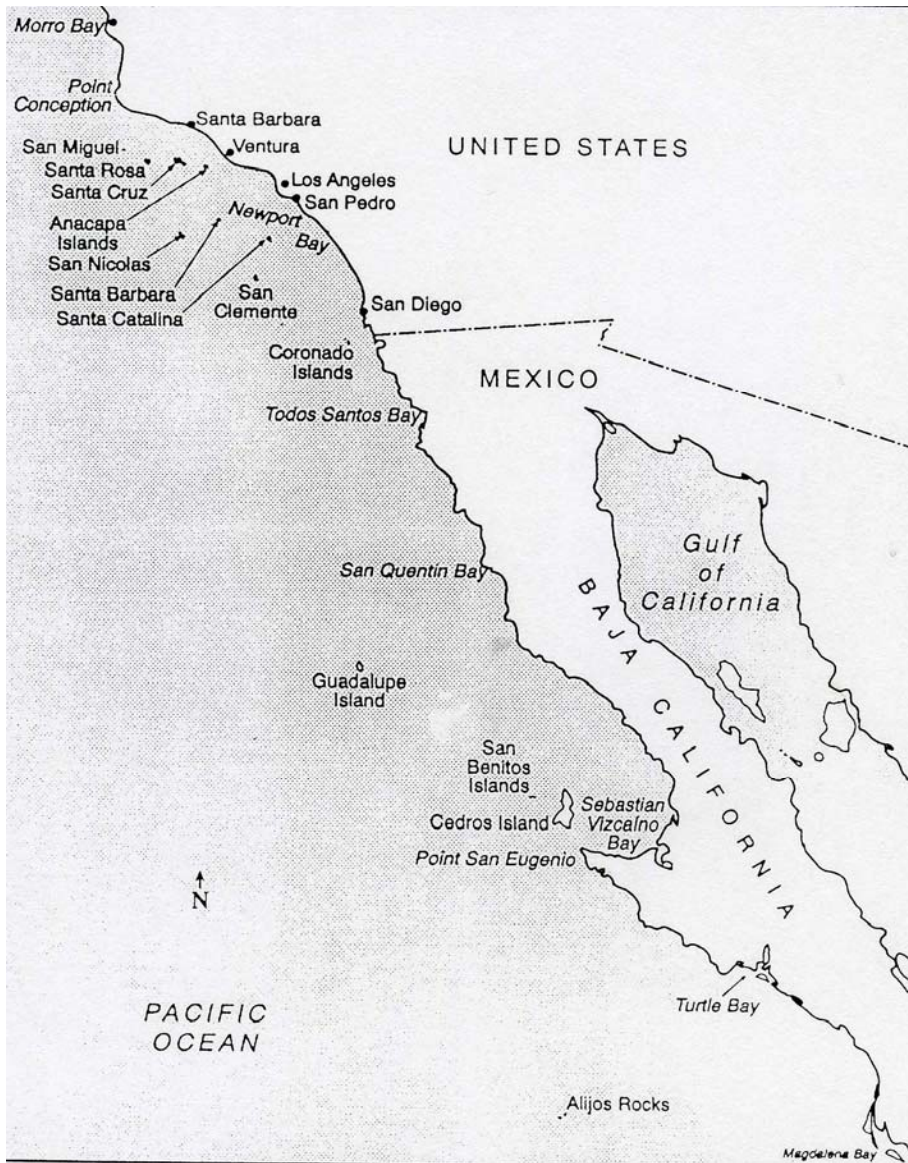 Morro Bay
Point
Conception
Santa Barbara
Ventura
San Miguel
Santa Rosa
Santa Cruz
Anacapa
Islands
San Nicolas
Santa Barbara
Santa Catalina
Los Angeles
San Pedro
Newport
Bay
San
Clemente
UNITED STATES
San Diego
Coronado
Islands
MEXICO
Todos Santos Bay
San Quentin Bay
Gulf
of
California
BAJA CALIFORNIA
Guadalupe
Island
San
Benitos
Islands
Cedros Island
Sebastian
Vizcaino
Bay
Point San Eugenio
N
Turtle Bay
PACIFIC
OCEAN
Alijos Rocks
Magdalena Bay